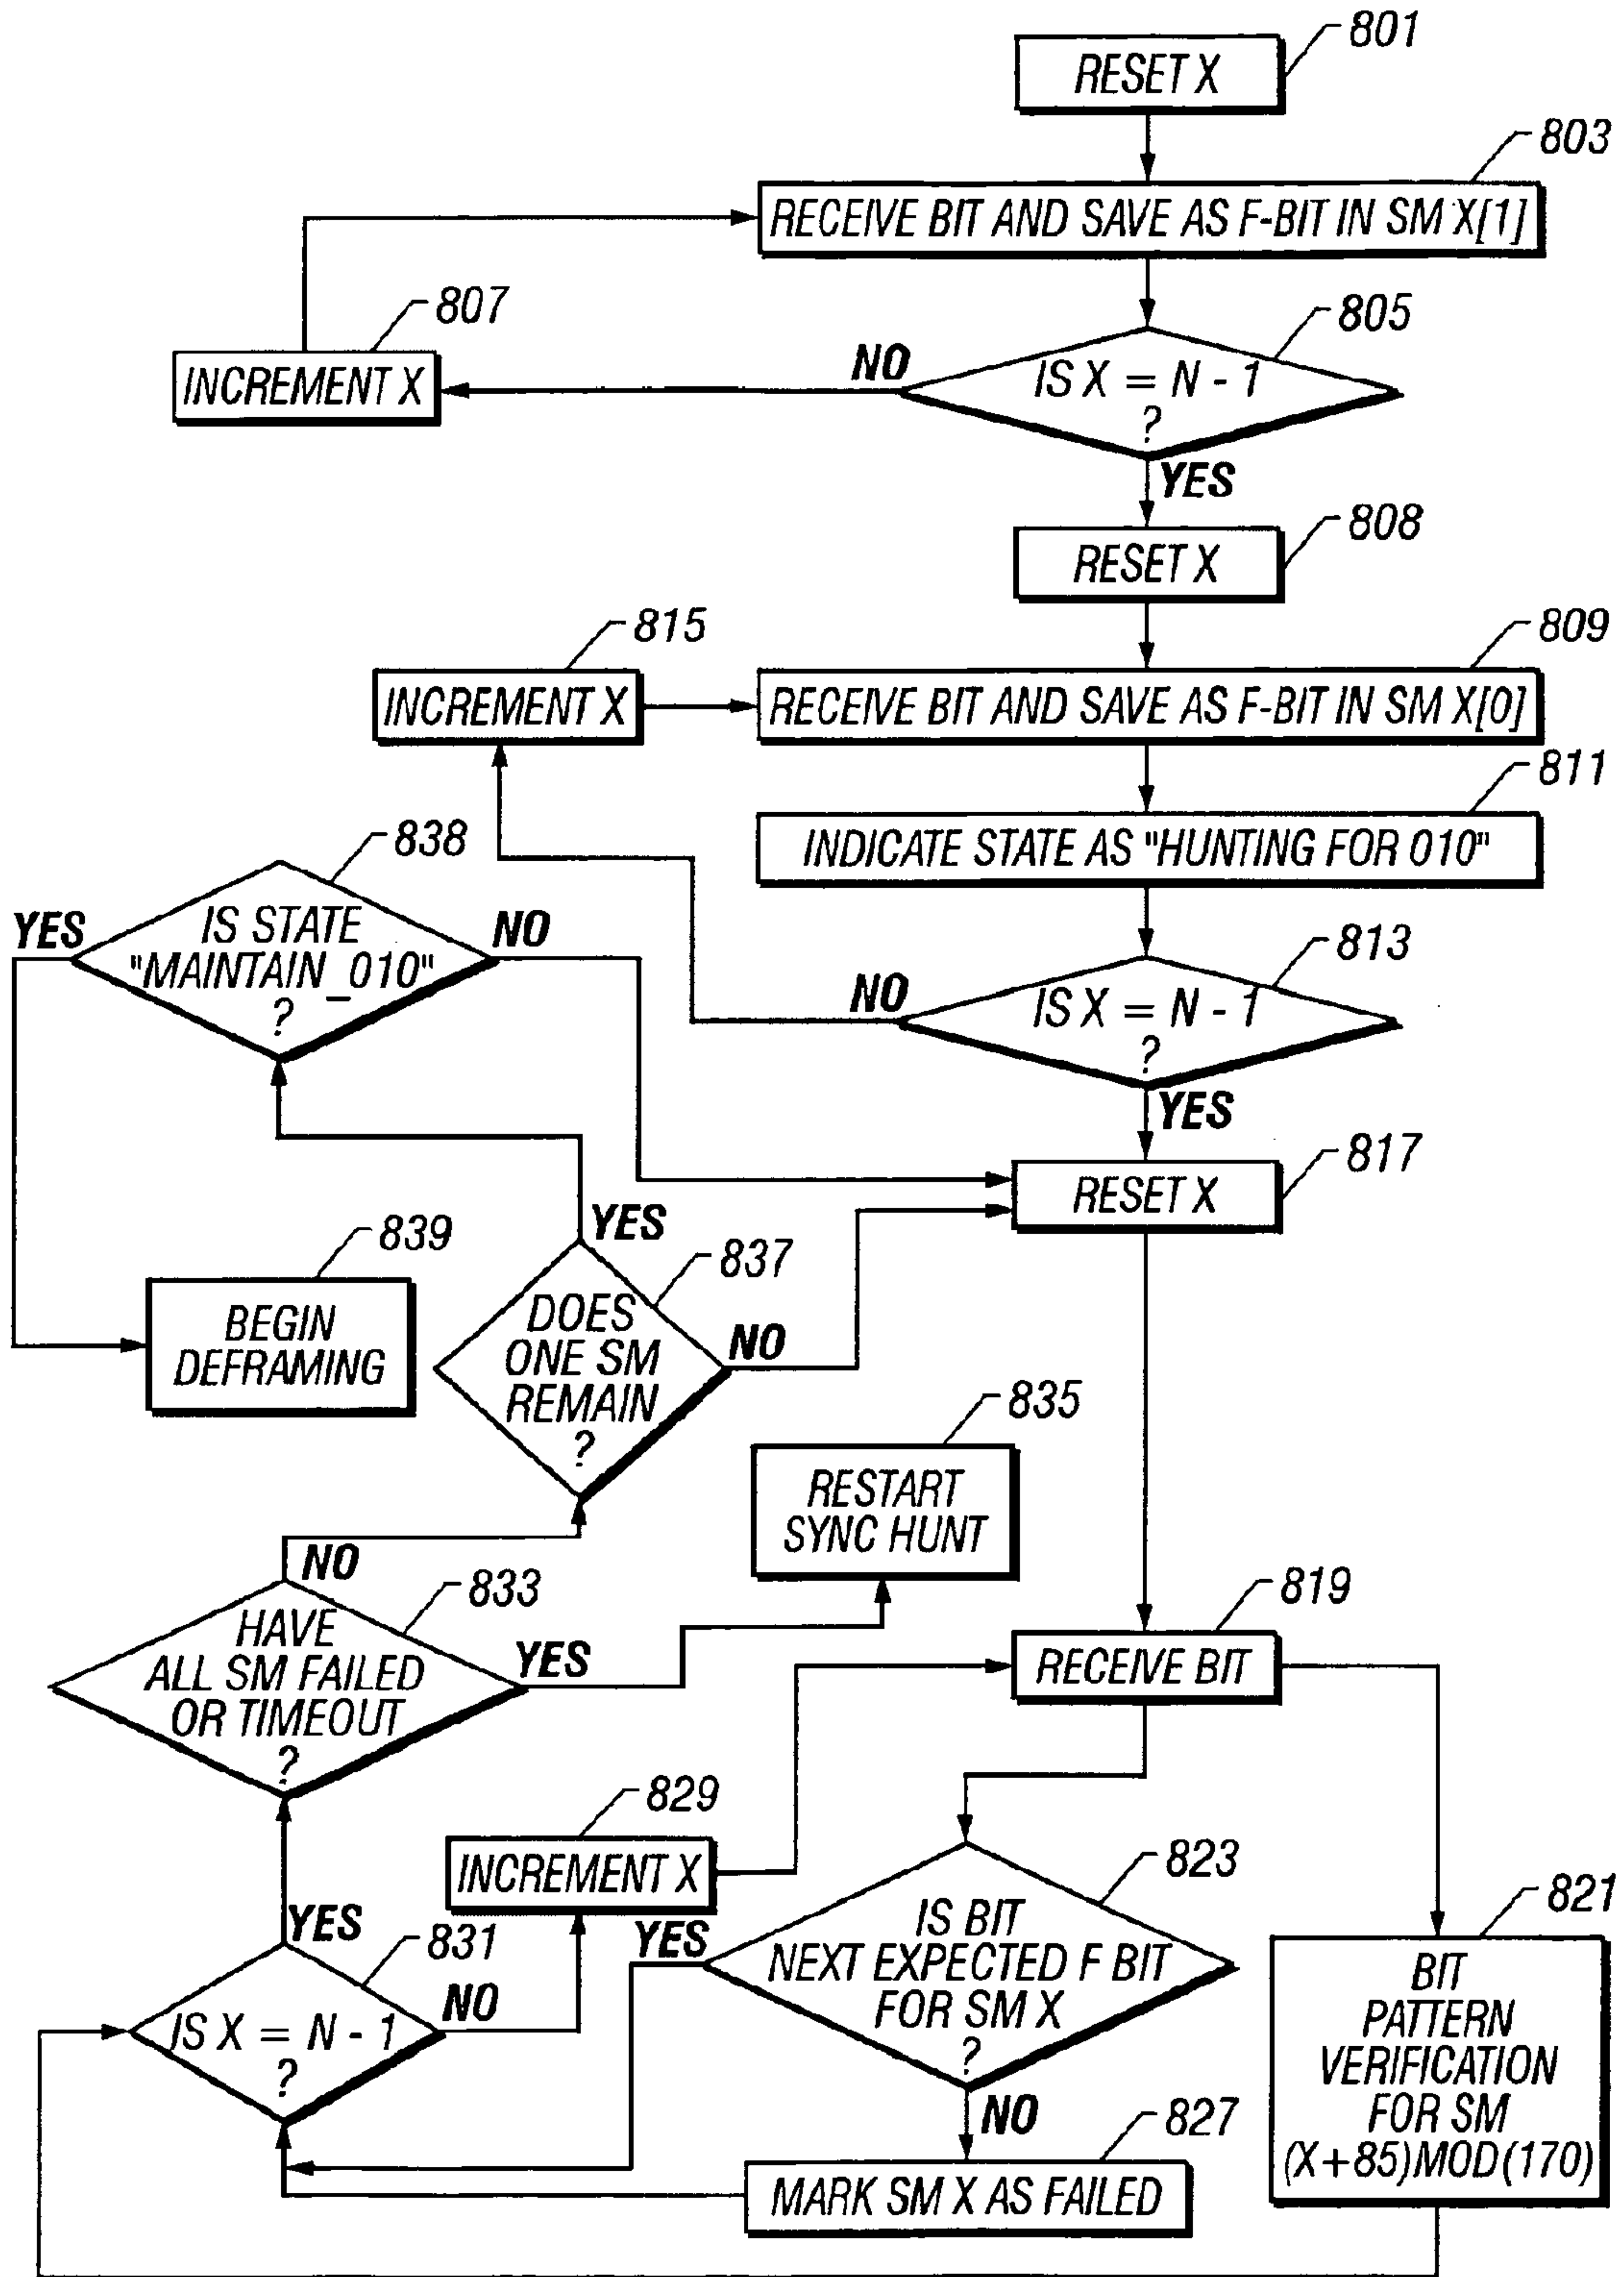 801
RESET X
803
RECEIVE BIT AND SAVE AS F-BIT IN SM X[1]
807
INCREMENT X
805
NO
IS X = N - 1
?
YES
808
RESET X
815
INCREMENT X
809
RECEIVE BIT AND SAVE AS F-BIT IN SM X[0]
811
INDICATE STATE AS "HUNTING FOR 010"
838
YES
IS STATE
"MAINTAIN_010"
?
NO
813
NO
IS X = N - 1
?
YES
817
RESET X
839
BEGIN
DEFRAMING
YES
837
DOES
ONE SM
REMAIN
?
NO
835
RESTART
SYNC HUNT
NO
833
HAVE
ALL SM FAILED
OR TIMEOUT
?
YES
819
RECEIVE BIT
829
INCREMENT X
823
IS BIT
NEXT EXPECTED F BIT
FOR SM X
?
YES
NO
821
BIT
PATTERN
VERIFICATION
FOR SM
(X+85)MOD(170)
YES
831
IS X = N - 1
?
NO
827
MARK SM X AS FAILED